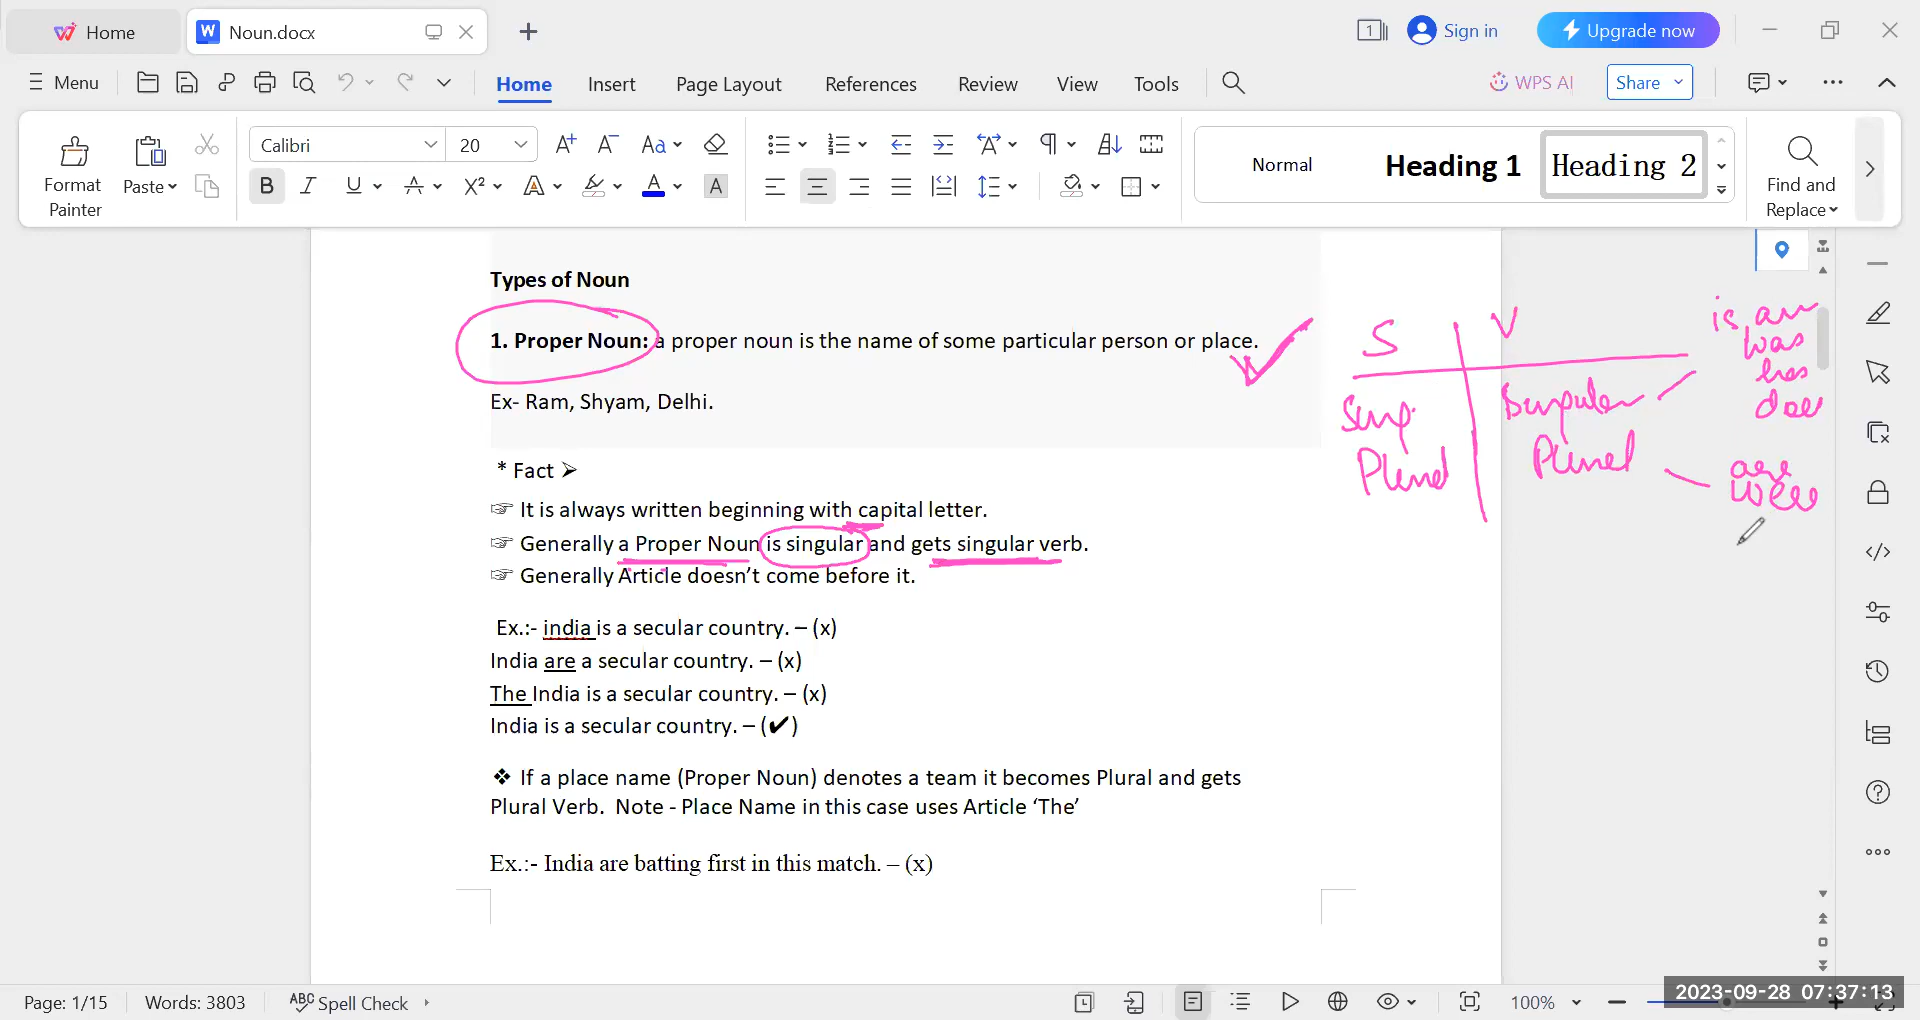 Home
Noun.docx
1
Sign in
Upgrade now
Menu
Home
Insert
Page Layout
References
Review
View
Tools
WPS AI
Share
Format
Painter
Paste
Calibri
20
Normal
Heading 1
Heading 2
Find and
Replace
Types of Noun
1. Proper Noun: a proper noun is the name of some particular person or place.
Ex- Ram, Shyam, Delhi.
* Fact ➢
☞ It is always written beginning with capital letter.
☞ Generally a Proper Noun is singular and gets singular verb.
☞ Generally Article doesn’t come before it.
Ex.:- india is a secular country. – (x)
India are a secular country. – (x)
The India is a secular country. – (x)
India is a secular country. – (✔)
❖ If a place name (Proper Noun) denotes a team it becomes Plural and gets
Plural Verb. Note - Place Name in this case uses Article ‘The’
Ex.:- India are batting first in this match. – (x)
S V
Sing. Singular
Plural Plural
is am
was
has
does
are
were
Page: 1/15
Words: 3803
ABC Spell Check
100%
2023-09-28 07:37:13